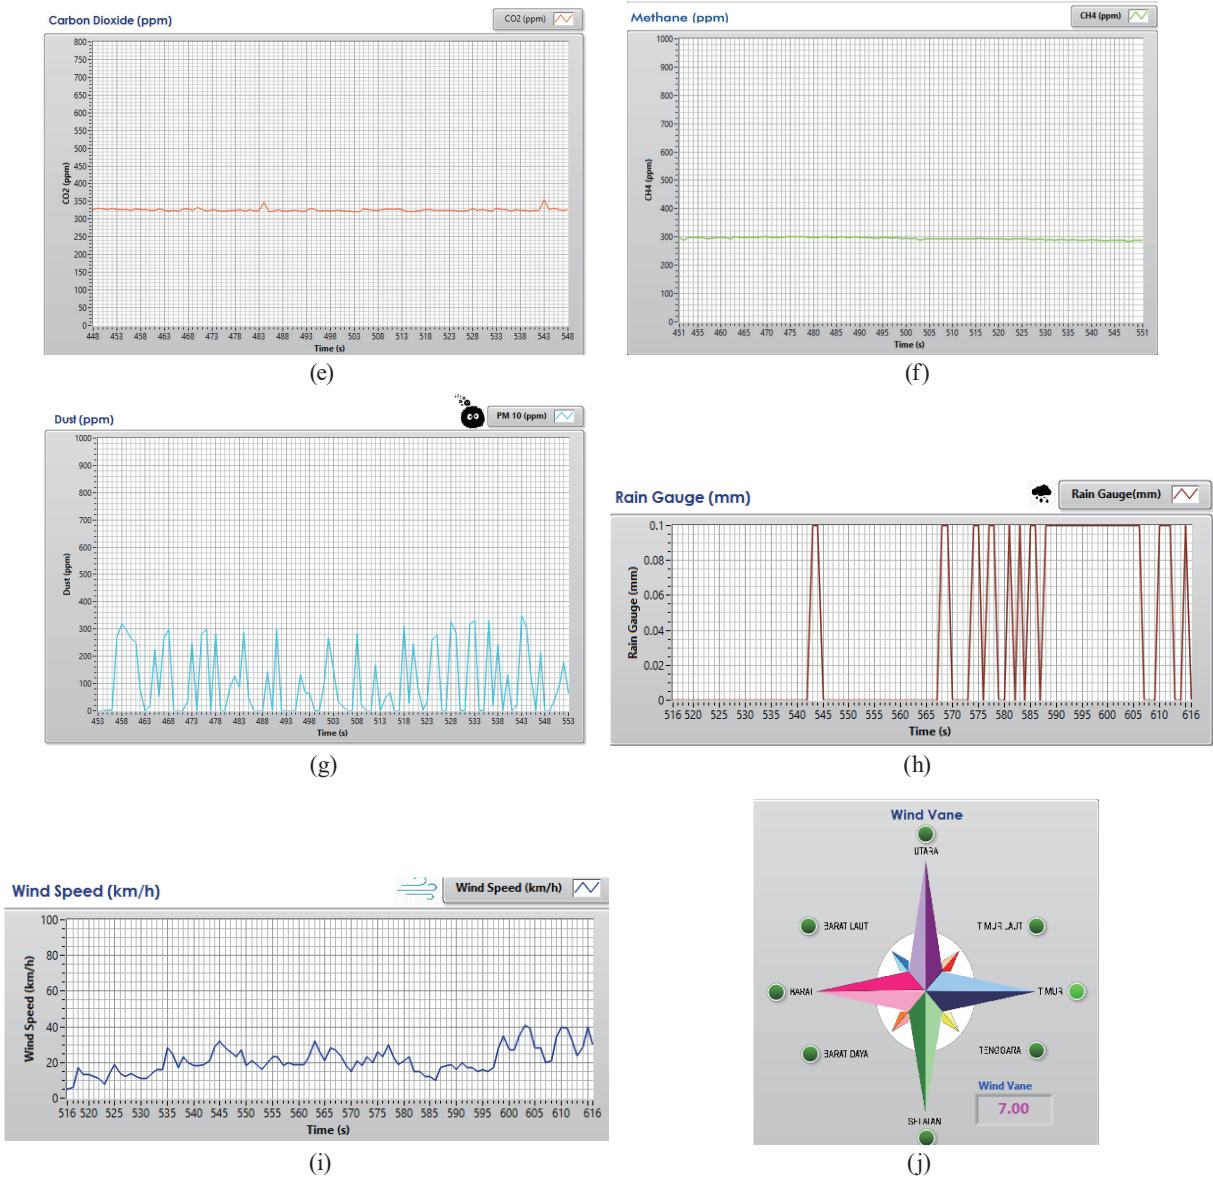 Carbon Dioxide (ppm)
CO2 (ppm)
800
750
700
650
600
550
500
450
400
350
300
250
200
150
100
50
0
CO2 (ppm)
448 453 458 463 468 473 478 483 488 493 498 503 508 513 518 523 528 533 538 543 548
Time (s)
(e)
Methane (ppm)
CH4 (ppm)
1000
900
800
700
600
500
400
300
200
100
0
CH4 (ppm)
451 455 460 465 470 475 480 485 490 495 500 505 510 515 520 525 530 535 540 545 551
Time (s)
(f)
Dust (ppm)
PM 10 (ppm)
1000
900
800
700
600
500
400
300
200
100
0
Dust (ppm)
453 458 463 468 473 478 483 488 493 498 503 508 513 518 523 528 533 538 543 548 553
Time (s)
(g)
Rain Gauge (mm)
Rain Gauge(mm)
0.1
0.08
0.06
0.04
0.02
0
Rain Gauge (mm)
516 520 525 530 535 540 545 550 555 560 565 570 575 580 585 590 595 600 605 610 616
Time (s)
(h)
Wind Speed (km/h)
Wind Speed (km/h)
100
80
60
40
20
0
Wind Speed (km/h)
516 520 525 530 535 540 545 550 555 560 565 570 575 580 585 590 595 600 605 610 616
Time (s)
(i)
Wind Vane
UTARA
BARAT LAUT
TIMUR LAUT
BARAT
TIMUR
BARAT DAYA
TENGGARA
SELATAN
Wind Vane
7.00
(j)